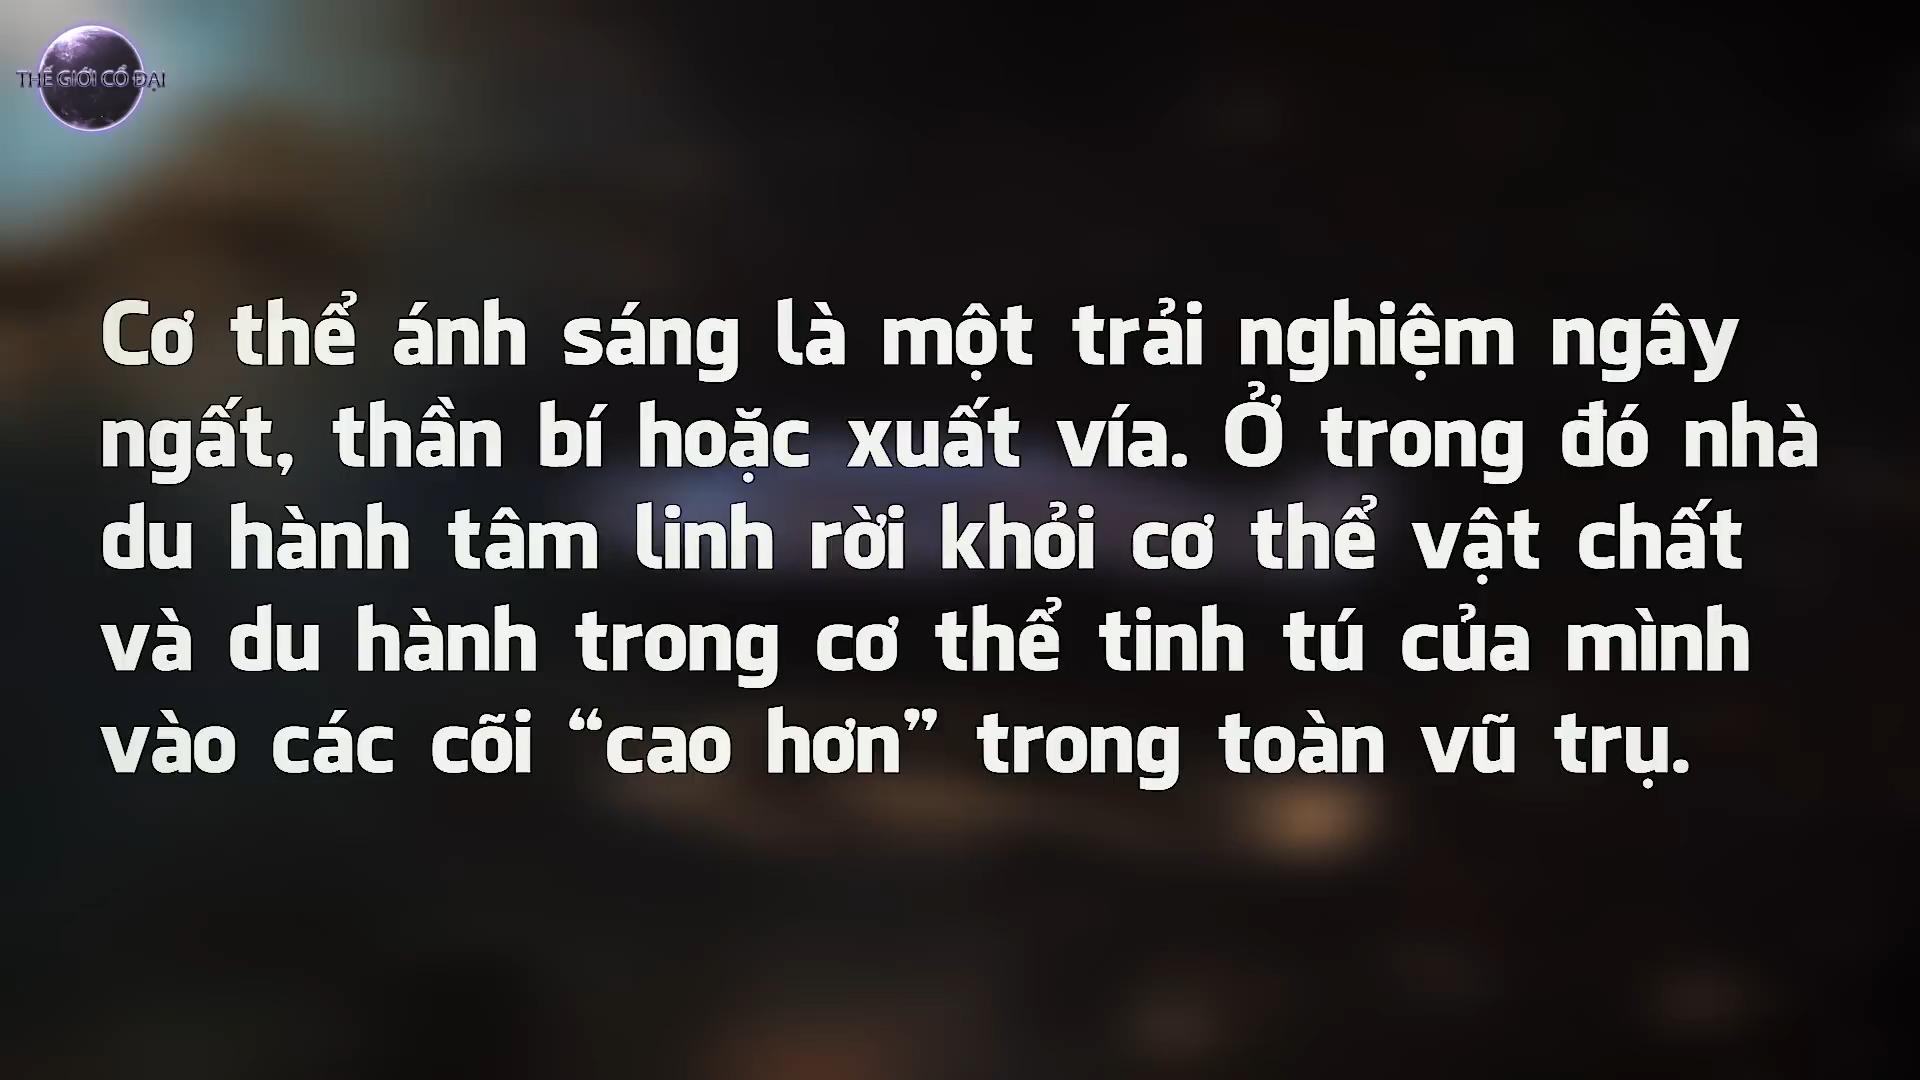 THẾ GIỚI CỔ ĐẠI
Cơ thể ánh sáng là một trải nghiệm ngây
ngất, thần bí hoặc xuất vía. Ở trong đó nhà
du hành tâm linh rời khỏi cơ thể vật chất
và du hành trong cơ thể tinh tú của mình
vào các cõi “cao hơn” trong toàn vũ trụ.